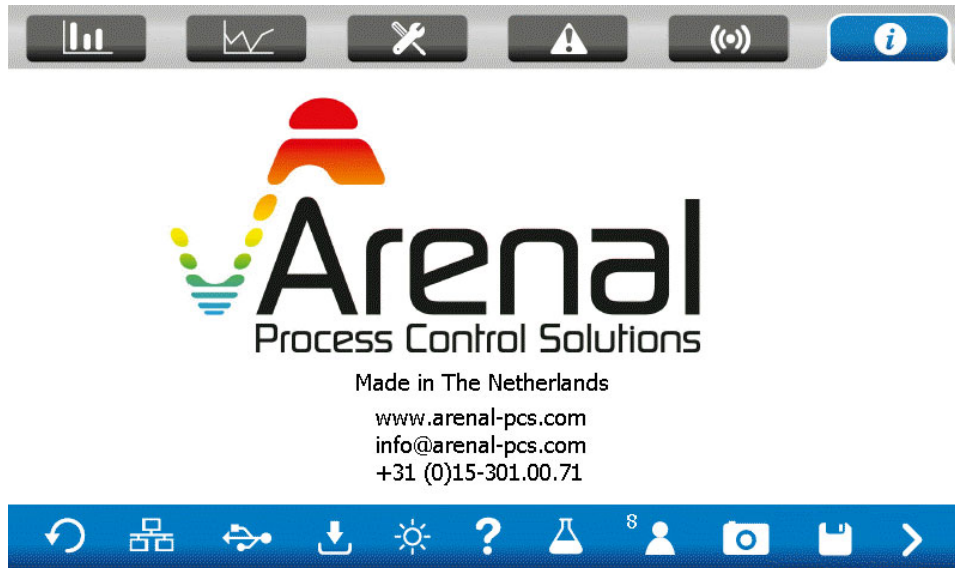 Arenal
Process Control Solutions
Made in The Netherlands
www.arenal-pcs.com
info@arenal-pcs.com
+31 (0)15-301.00.71
8